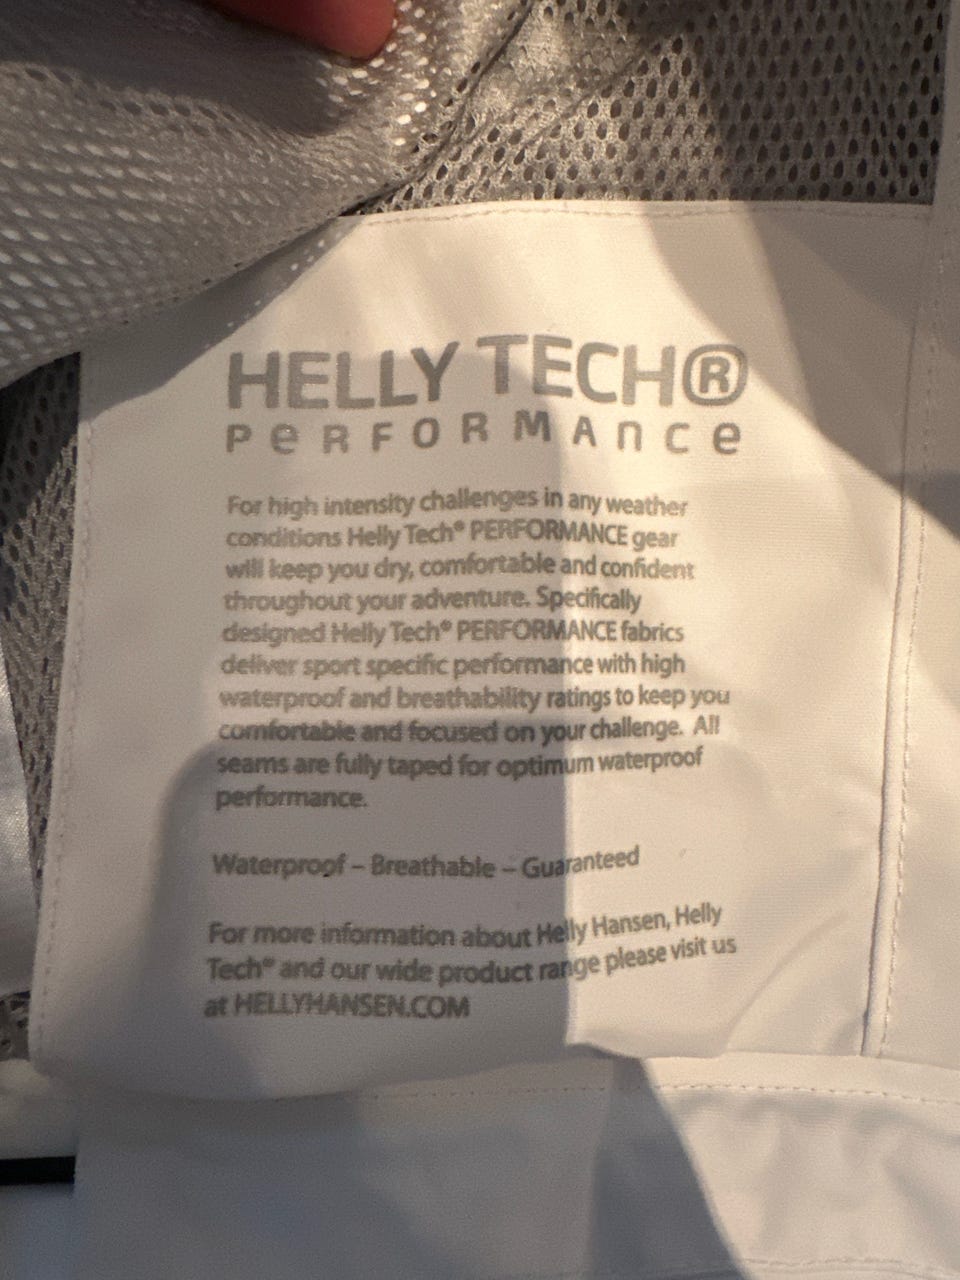 HELLY TECH®
PERFORMANCE
For high intensity challenges in any weather
conditions Helly Tech® PERFORMANCE gear
will keep you dry, comfortable and confident
throughout your adventure. Specifically
designed Helly Tech® PERFORMANCE fabrics
deliver sport specific performance with high
waterproof and breathability ratings to keep you
comfortable and focused on your challenge. All
seams are fully taped for optimum waterproof
performance.
Waterproof – Breathable – Guaranteed
For more information about Helly Hansen, Helly
Tech® and our wide product range please visit us
at HELLYHANSEN.COM